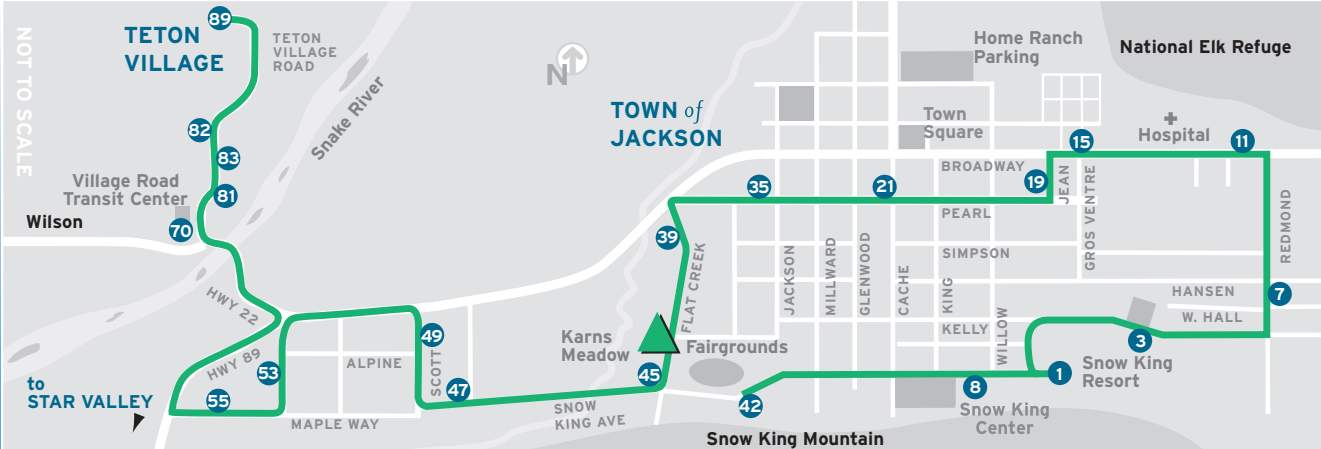 NOT TO SCALE
89
TETON
VILLAGE
TETON
VILLAGE
ROAD
Snake River
82
83
81
Village Road
Transit Center
70
Wilson
HWY 22
HWY 89
53
55
to
STAR VALLEY
MAPLE WAY
ALPINE
SCOTT
49
47
SNOW
KING AVE
N
TOWN of
JACKSON
35
39
FLAT CREEK
Karns
Meadow
45
Fairgrounds
42
Snow King Mountain
Home Ranch
Parking
National Elk Refuge
Town
Square
Hospital
15
11
BROADWAY
19
JEAN
GROS VENTRE
21
PEARL
SIMPSON
JACKSON
MILLWARD
GLENWOOD
CACHE
KING
WILLOW
KELLY
REDMOND
HANSEN
W. HALL
7
3
Snow King
Resort
1
8
Snow King
Center